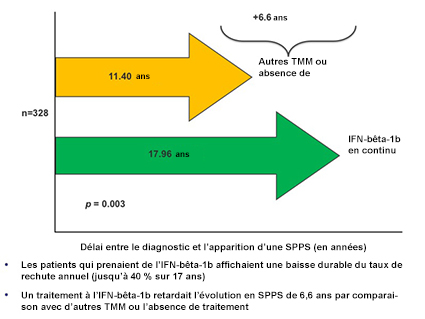 +6.6 ans
Autres TMM ou
absence de
11.40 ans
n=328
IFN-bêta-1b
en continu
17.96 ans
p = 0.003
Délai entre le diagnostic et l'apparition d'une SPPS (en années)
• Les patients qui prenaient de l'IFN-bêta-1b affichaient une baisse durable du taux de
rechute annuel (jusqu'à 40 % sur 17 ans)
• Un traitement à l'IFN-bêta-1b retardait l'évolution en SPPS de 6,6 ans par comparai-
son avec d'autres TMM ou l'absence de traitement